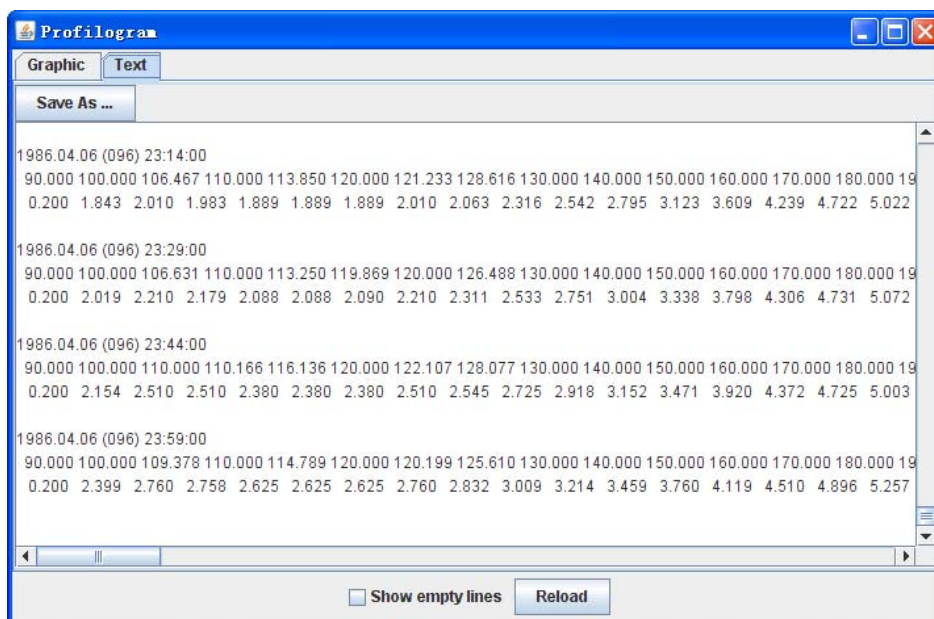 Profilogram
Graphic Text
Save As ...
1986.04.06 (096) 23:14:00
90.000 100.000 106.467 110.000 113.850 120.000 121.233 128.616 130.000 140.000 150.000 160.000 170.000 180.000 19
0.200 1.843 2.010 1.983 1.889 1.889 1.889 2.010 2.063 2.316 2.542 2.795 3.123 3.609 4.239 4.722 5.022
1986.04.06 (096) 23:29:00
90.000 100.000 106.631 110.000 113.250 119.869 120.000 126.488 130.000 140.000 150.000 160.000 170.000 180.000 19
0.200 2.019 2.210 2.179 2.088 2.088 2.090 2.210 2.311 2.533 2.751 3.004 3.338 3.798 4.306 4.731 5.072
1986.04.06 (096) 23:44:00
90.000 100.000 110.000 110.166 116.136 120.000 122.107 128.077 130.000 140.000 150.000 160.000 170.000 180.000 19
0.200 2.154 2.510 2.510 2.380 2.380 2.380 2.510 2.545 2.725 2.918 3.152 3.471 3.920 4.372 4.725 5.003
1986.04.06 (096) 23:59:00
90.000 100.000 109.378 110.000 114.789 120.000 120.199 125.610 130.000 140.000 150.000 160.000 170.000 180.000 19
0.200 2.399 2.760 2.758 2.625 2.625 2.625 2.760 2.832 3.009 3.214 3.459 3.760 4.119 4.510 4.896 5.257
Show empty lines Reload